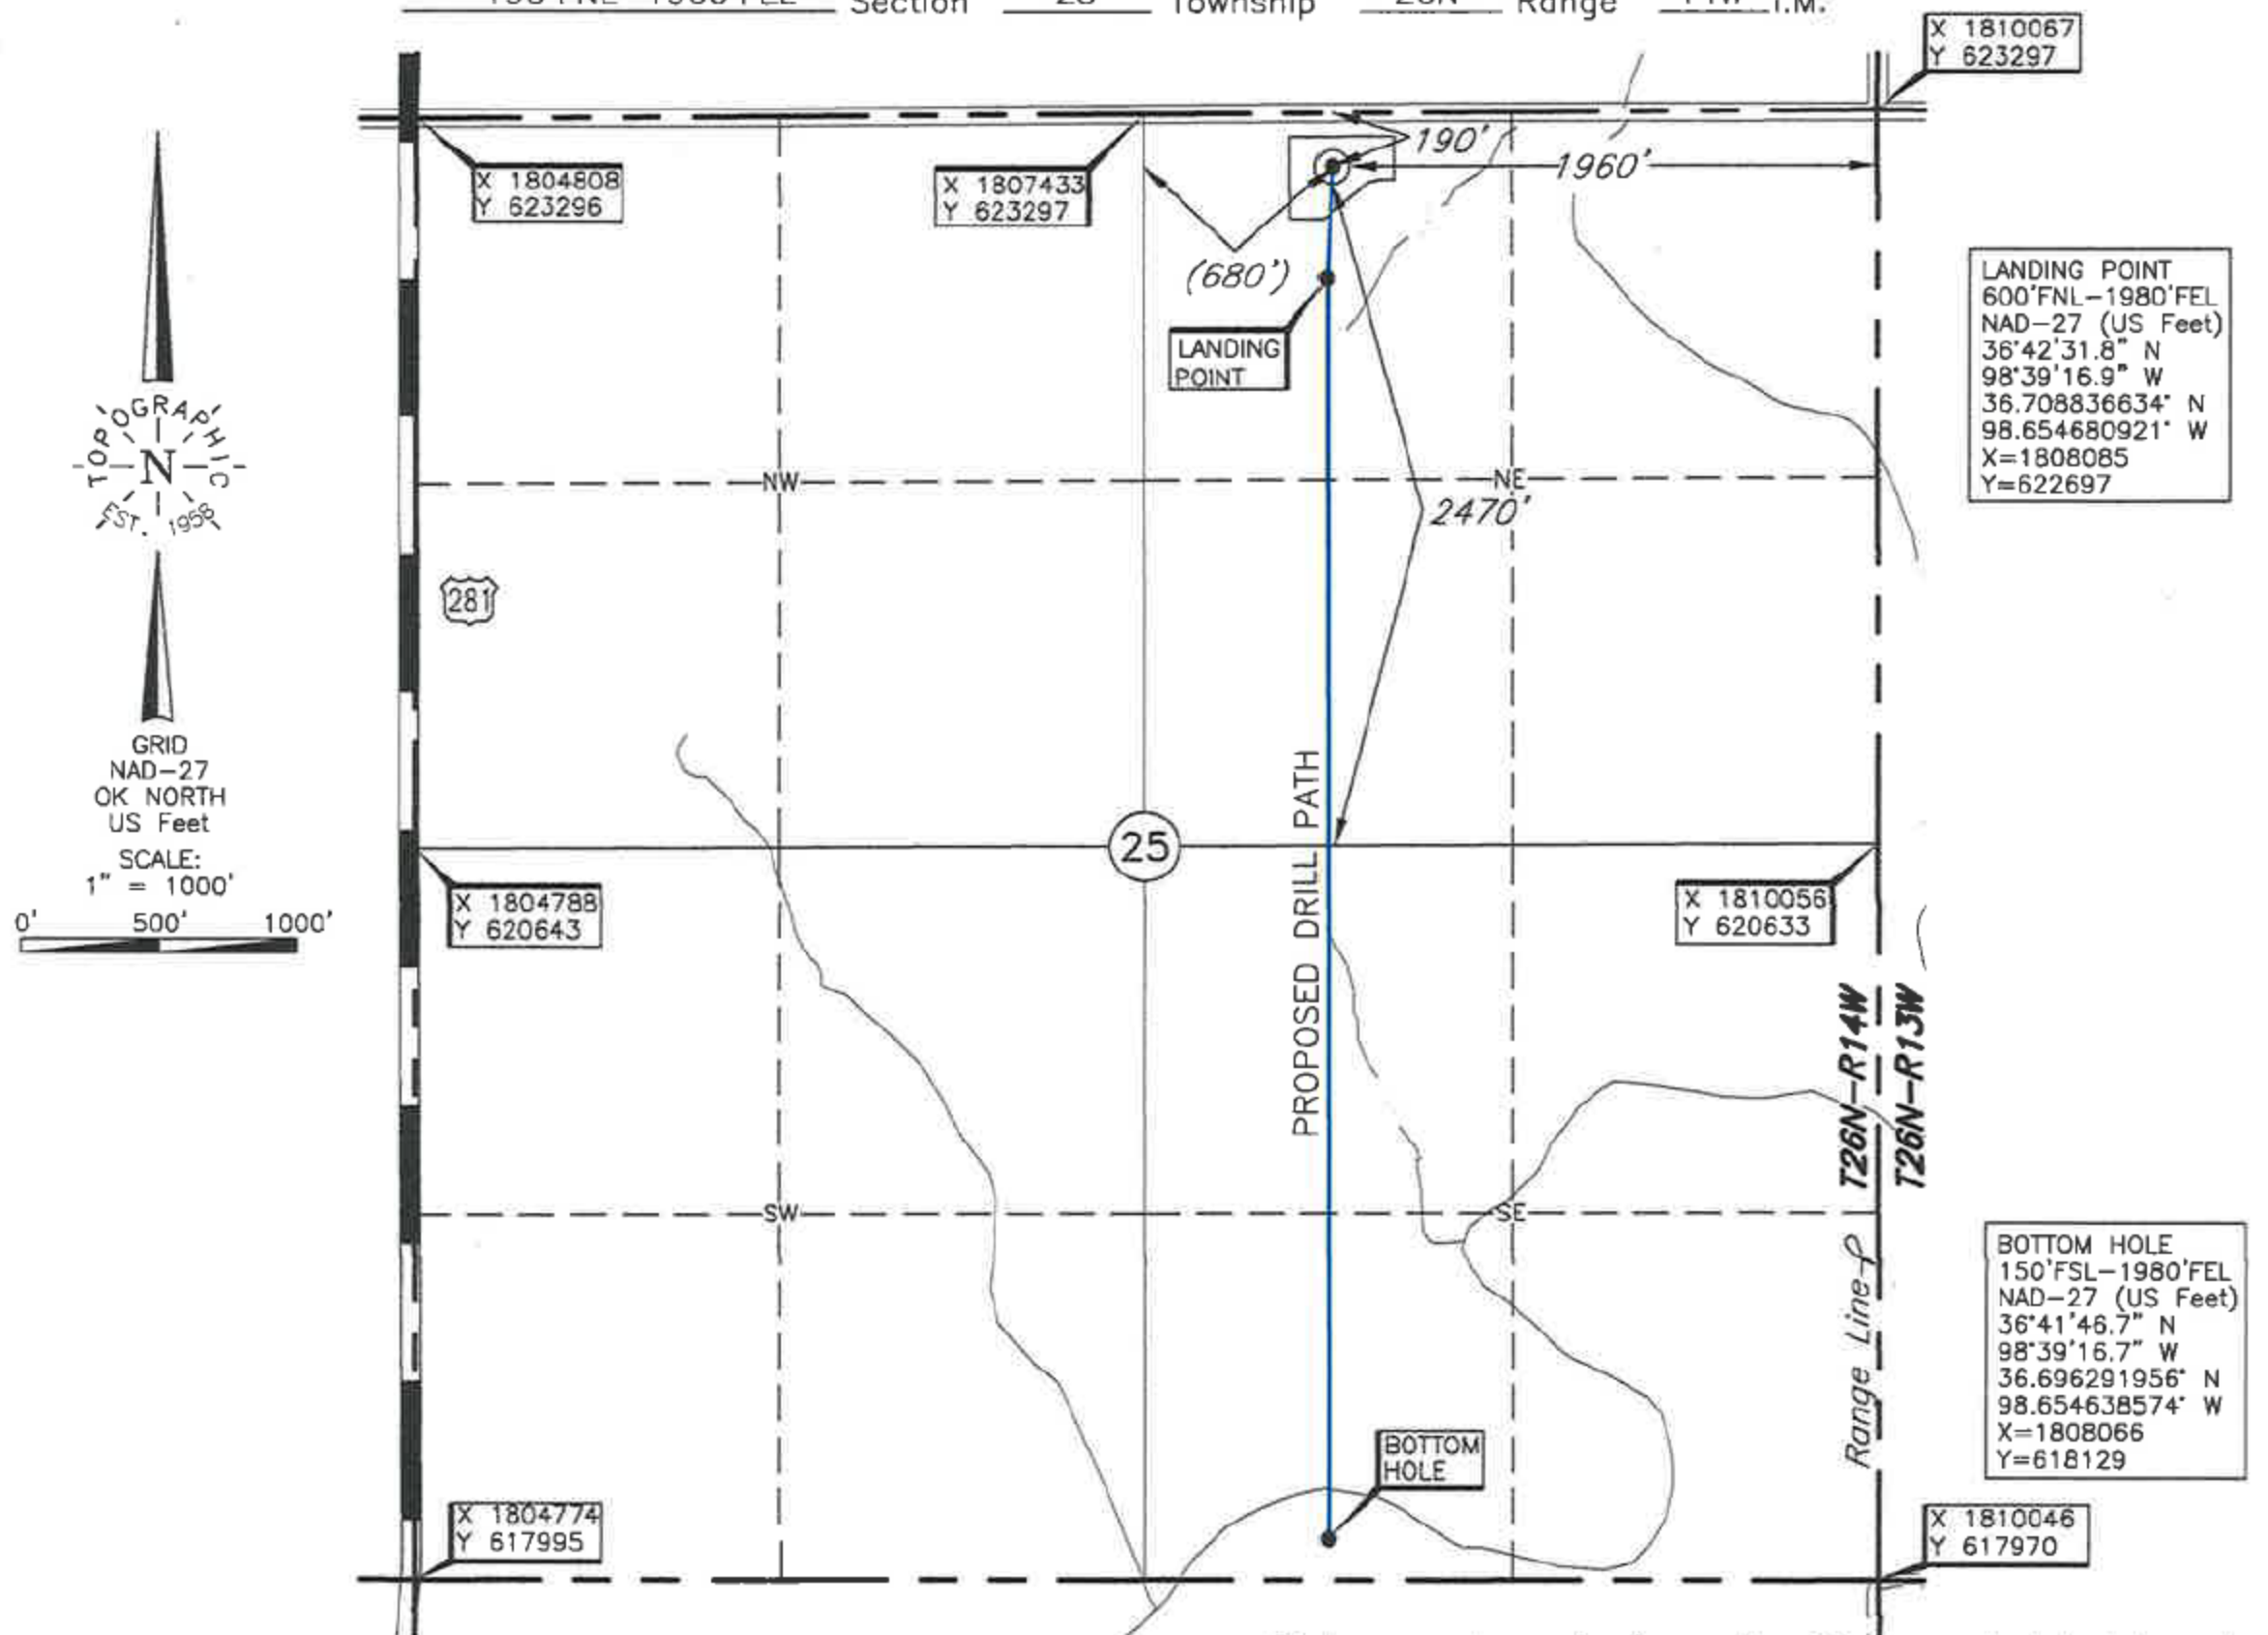 Section Township Range I.M.
X 1810067
Y 623297
190'
1960'
X 1804808
Y 623296
X 1807433
Y 623297
(680')
LANDING
POINT
LANDING POINT
600'FNL-1980'FEL
NAD-27 (US Feet)
36°42'31.8" N
98°39'16.9" W
36.708836634° N
98.654680921° W
X=1808085
Y=622697
TOPOGRAPHIC
N
EST. 1958
NW
NE
2470'
281
GRID
NAD-27
OK NORTH
US Feet
SCALE:
1" = 1000'
0' 500' 1000'
25
PROPOSED DRILL PATH
X 1804788
Y 620643
X 1810056
Y 620633
T26N-R14W
T26N-R13W
SW
SE
Range Line
BOTTOM HOLE
150'FSL-1980'FEL
NAD-27 (US Feet)
36°41'46.7" N
98°39'16.7" W
36.696291956° N
98.654638574° W
X=1808066
Y=618129
BOTTOM
HOLE
X 1804774
Y 617995
X 1810046
Y 617970